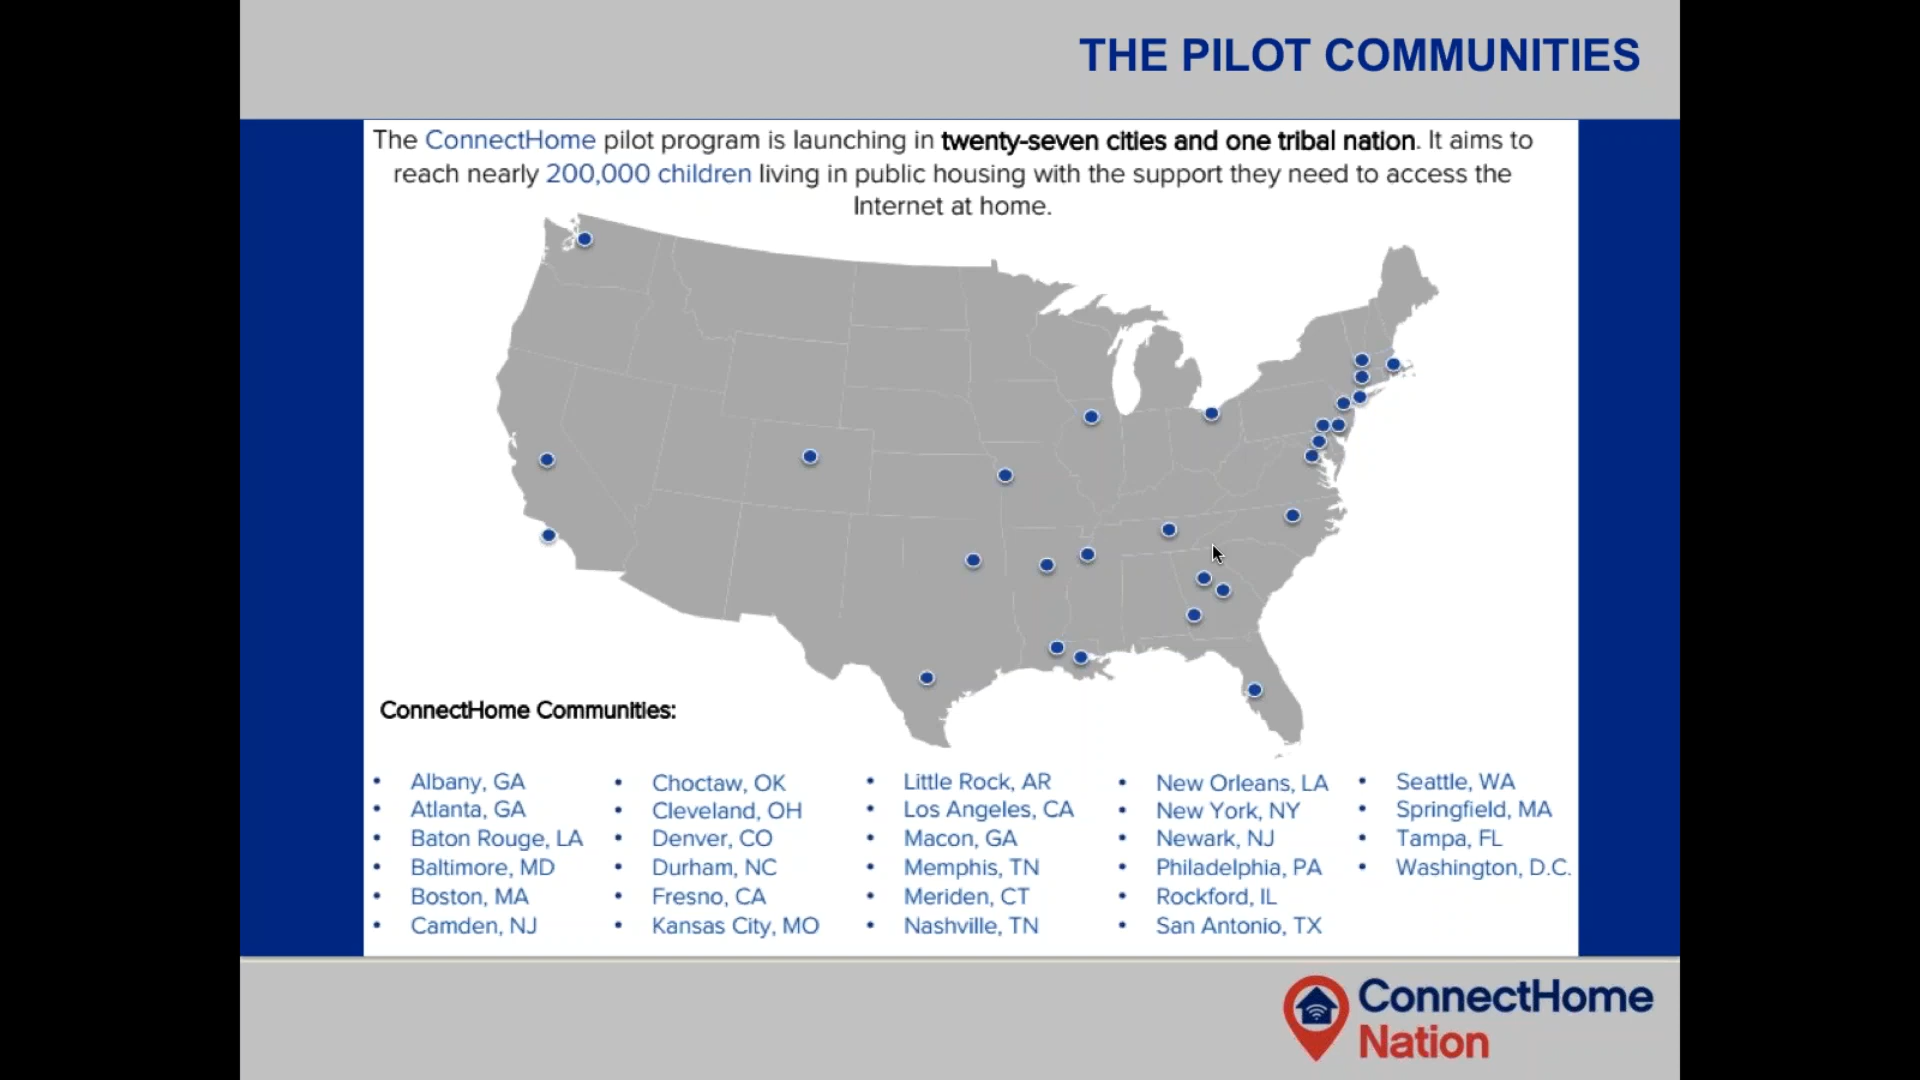 THE PILOT COMMUNITIES
The ConnectHome pilot program is launching in twenty-seven cities and one tribal nation. It aims to
reach nearly 200,000 children living in public housing with the support they need to access the
Internet at home.
ConnectHome Communities:
• Albany, GA
• Atlanta, GA
• Baton Rouge, LA
• Baltimore, MD
• Boston, MA
• Camden, NJ
• Choctaw, OK
• Cleveland, OH
• Denver, CO
• Durham, NC
• Fresno, CA
• Kansas City, MO
• Little Rock, AR
• Los Angeles, CA
• Macon, GA
• Memphis, TN
• Meriden, CT
• Nashville, TN
• New Orleans, LA
• New York, NY
• Newark, NJ
• Philadelphia, PA
• Rockford, IL
• San Antonio, TX
• Seattle, WA
• Springfield, MA
• Tampa, FL
• Washington, D.C.
ConnectHome
Nation